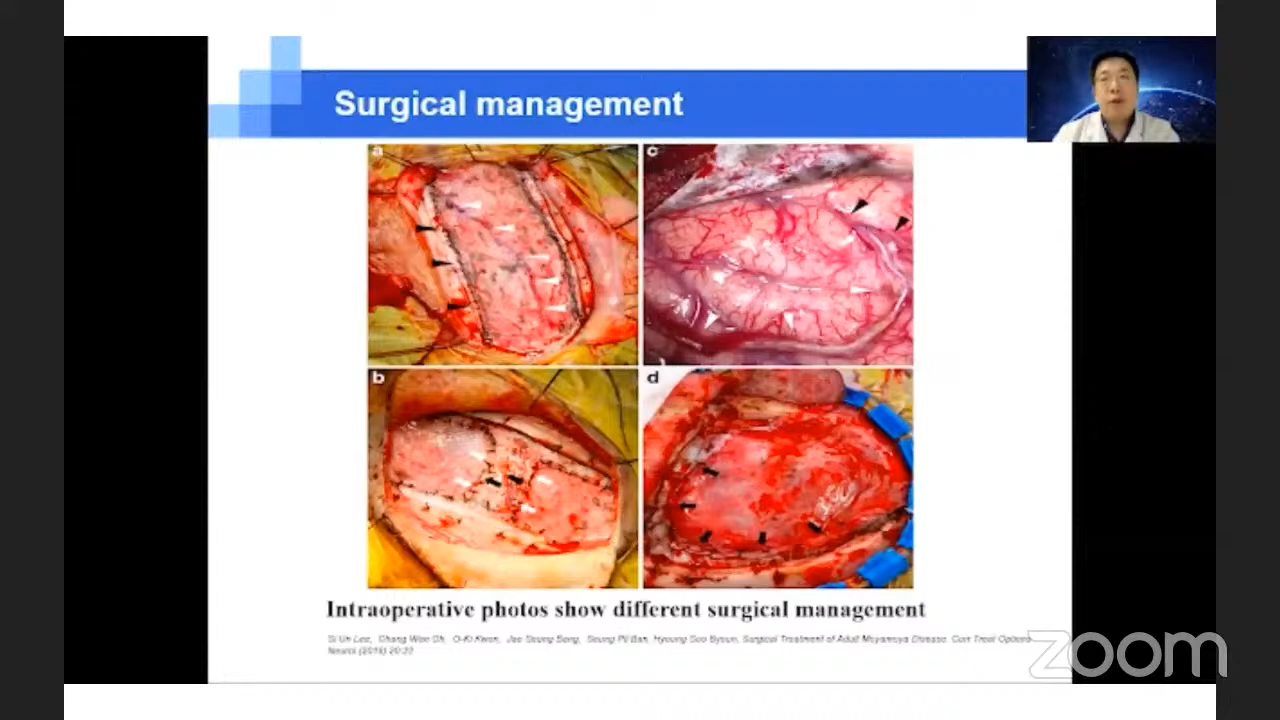 Surgical management
a
c
b
d
Intraoperative photos show different surgical management
Si Un Lee, Chang Wan Oh, O-Ki Kwon, Jae Seung Bang, Seung Pil Ban, Hyoung Soo Byoun, Surgical Treatment of Adult Moyamoya Disease. Curr Treat Options
Neurol (2018) 20:22
zoom